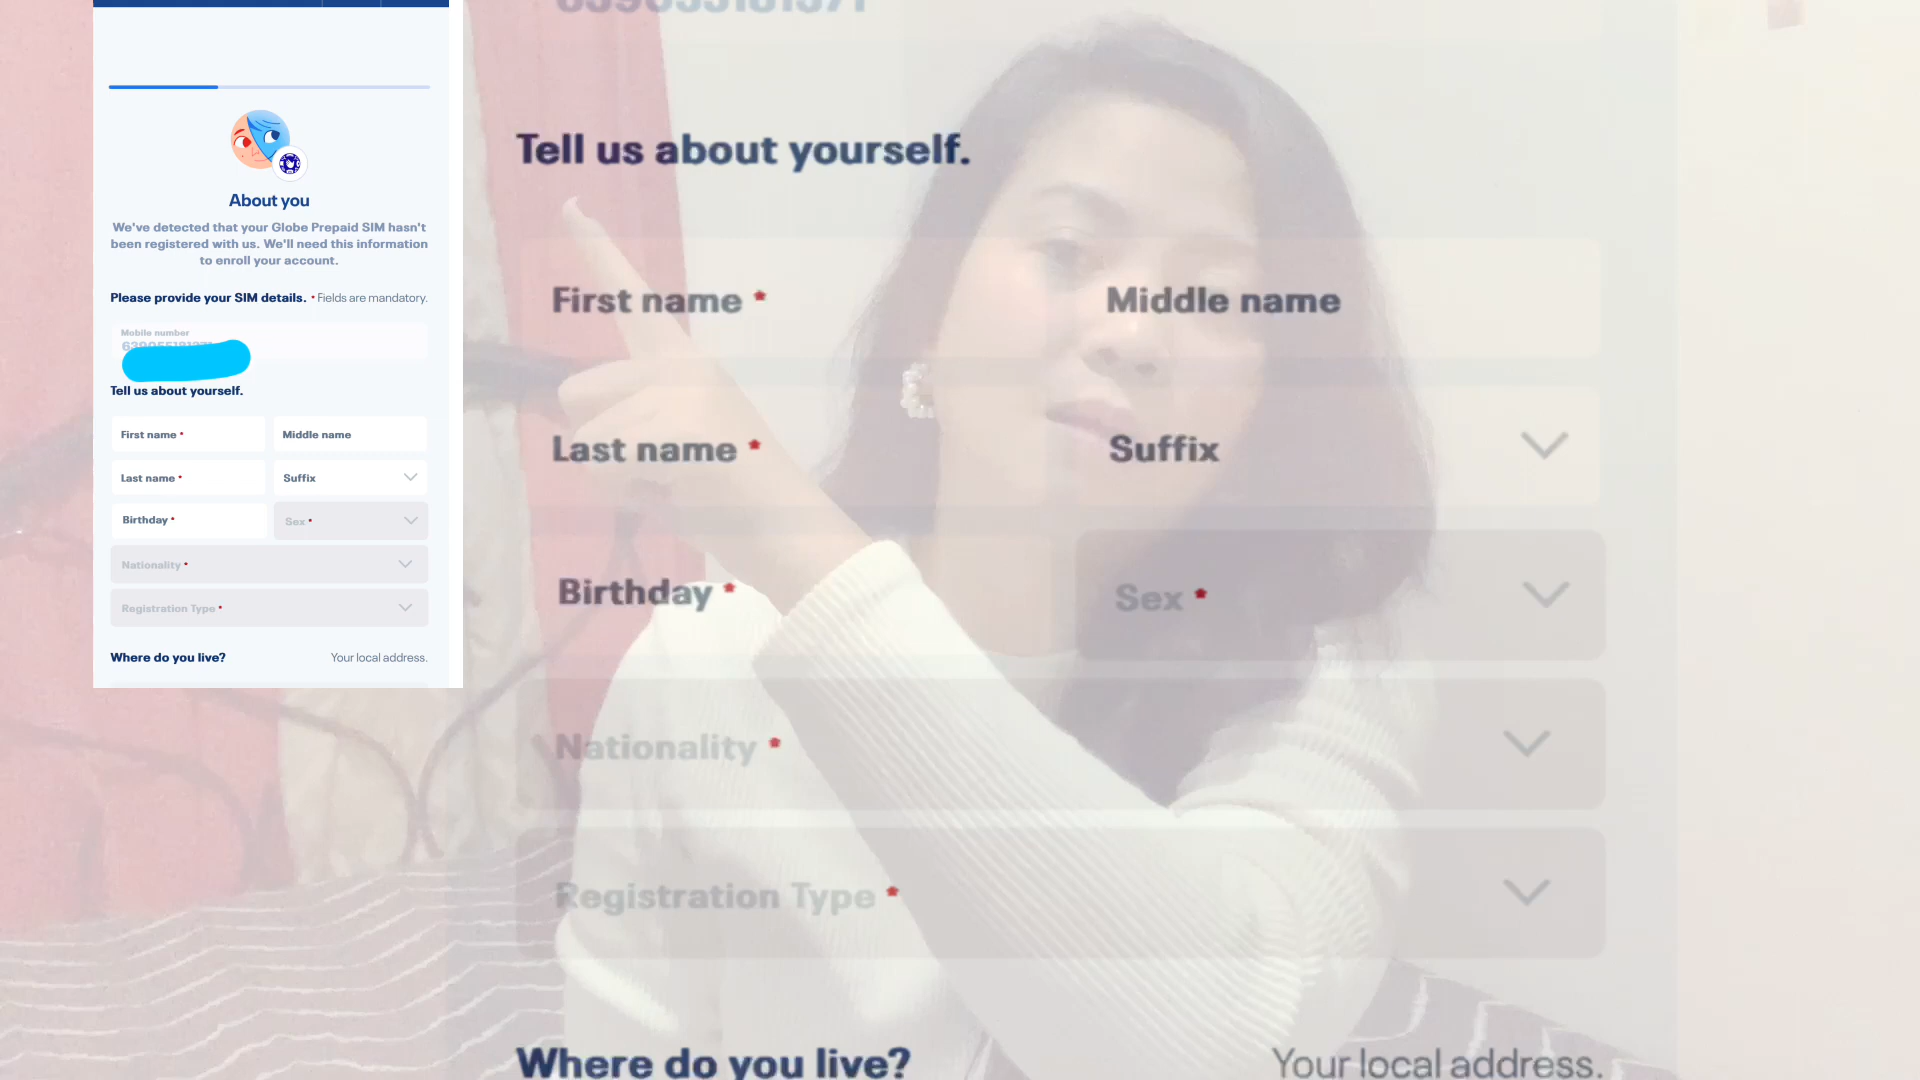 About you
We've detected that your Globe Prepaid SIM hasn't
been registered with us. We'll need this information
to enroll your account.
Please provide your SIM details. * Fields are mandatory.
Mobile number
Tell us about yourself.
First name * Middle name
Last name * Suffix
Birthday * Sex *
Nationality *
Registration Type *
Where do you live? Your local address.
Tell us about yourself.
First name * Middle name
Last name * Suffix
Birthday * Sex *
Nationality *
Registration Type *
Where do you live? Your local address.